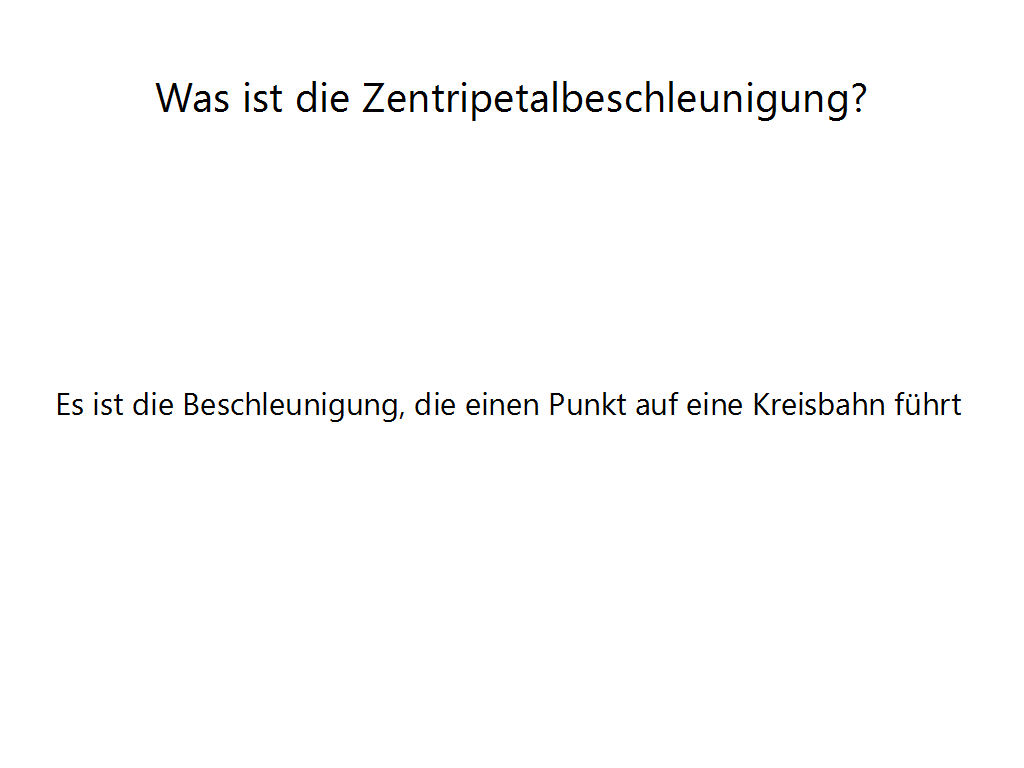 Was ist die Zentripetalbeschleunigung?
Es ist die Beschleunigung, die einen Punkt auf eine Kreisbahn führt